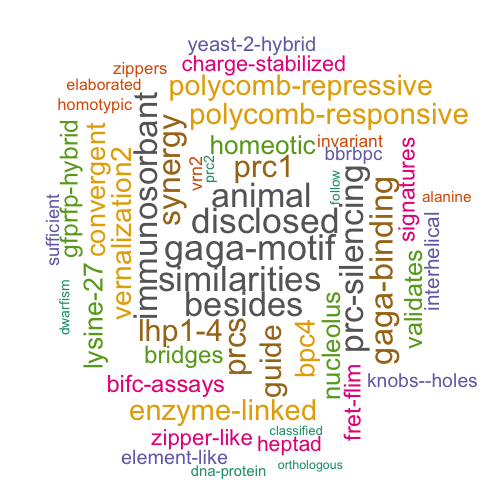 yeast-2-hybrid
zippers
charge-stabilized
elaborated
polycomb-repressive
homotypic
polycomb-responsive
immunosorbant
synergy
homeotic
invariant
bbrbpc
gfprfp-hybrid
convergent
vernalization2
vrn2
prc2
prc1
signatures
sufficient
animal
follow
alanine
disclosed
prc-silencing
gaga-binding
gaga-motif
interhelical
similarities
validates
lysine-27
besides
dwarfism
lhp1-4
prcs
guide
bpc4
nucleolus
bridges
fret-flim
bifc-assays
knobs--holes
enzyme-linked
classified
zipper-like
heptad
element-like
dna-protein
orthologous